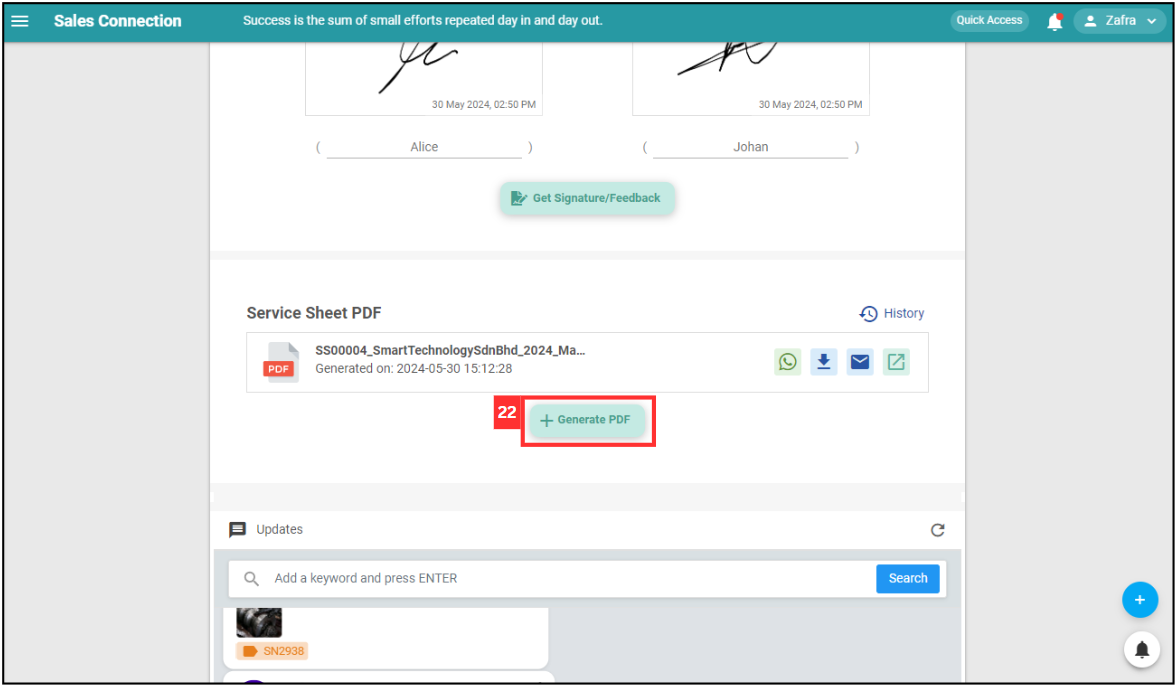 Sales Connection
Success is the sum of small efforts repeated day in and day out.
Quick Access
Zafra
30 May 2024, 02:50 PM
30 May 2024, 02:50 PM
( Alice )
( Johan )
Get Signature/Feedback
Service Sheet PDF
History
PDF
SS00004_SmartTechnologySdnBhd_2024_Ma...
Generated on: 2024-05-30 15:12:28
22
+ Generate PDF
Updates
Add a keyword and press ENTER
Search
SN2938
+